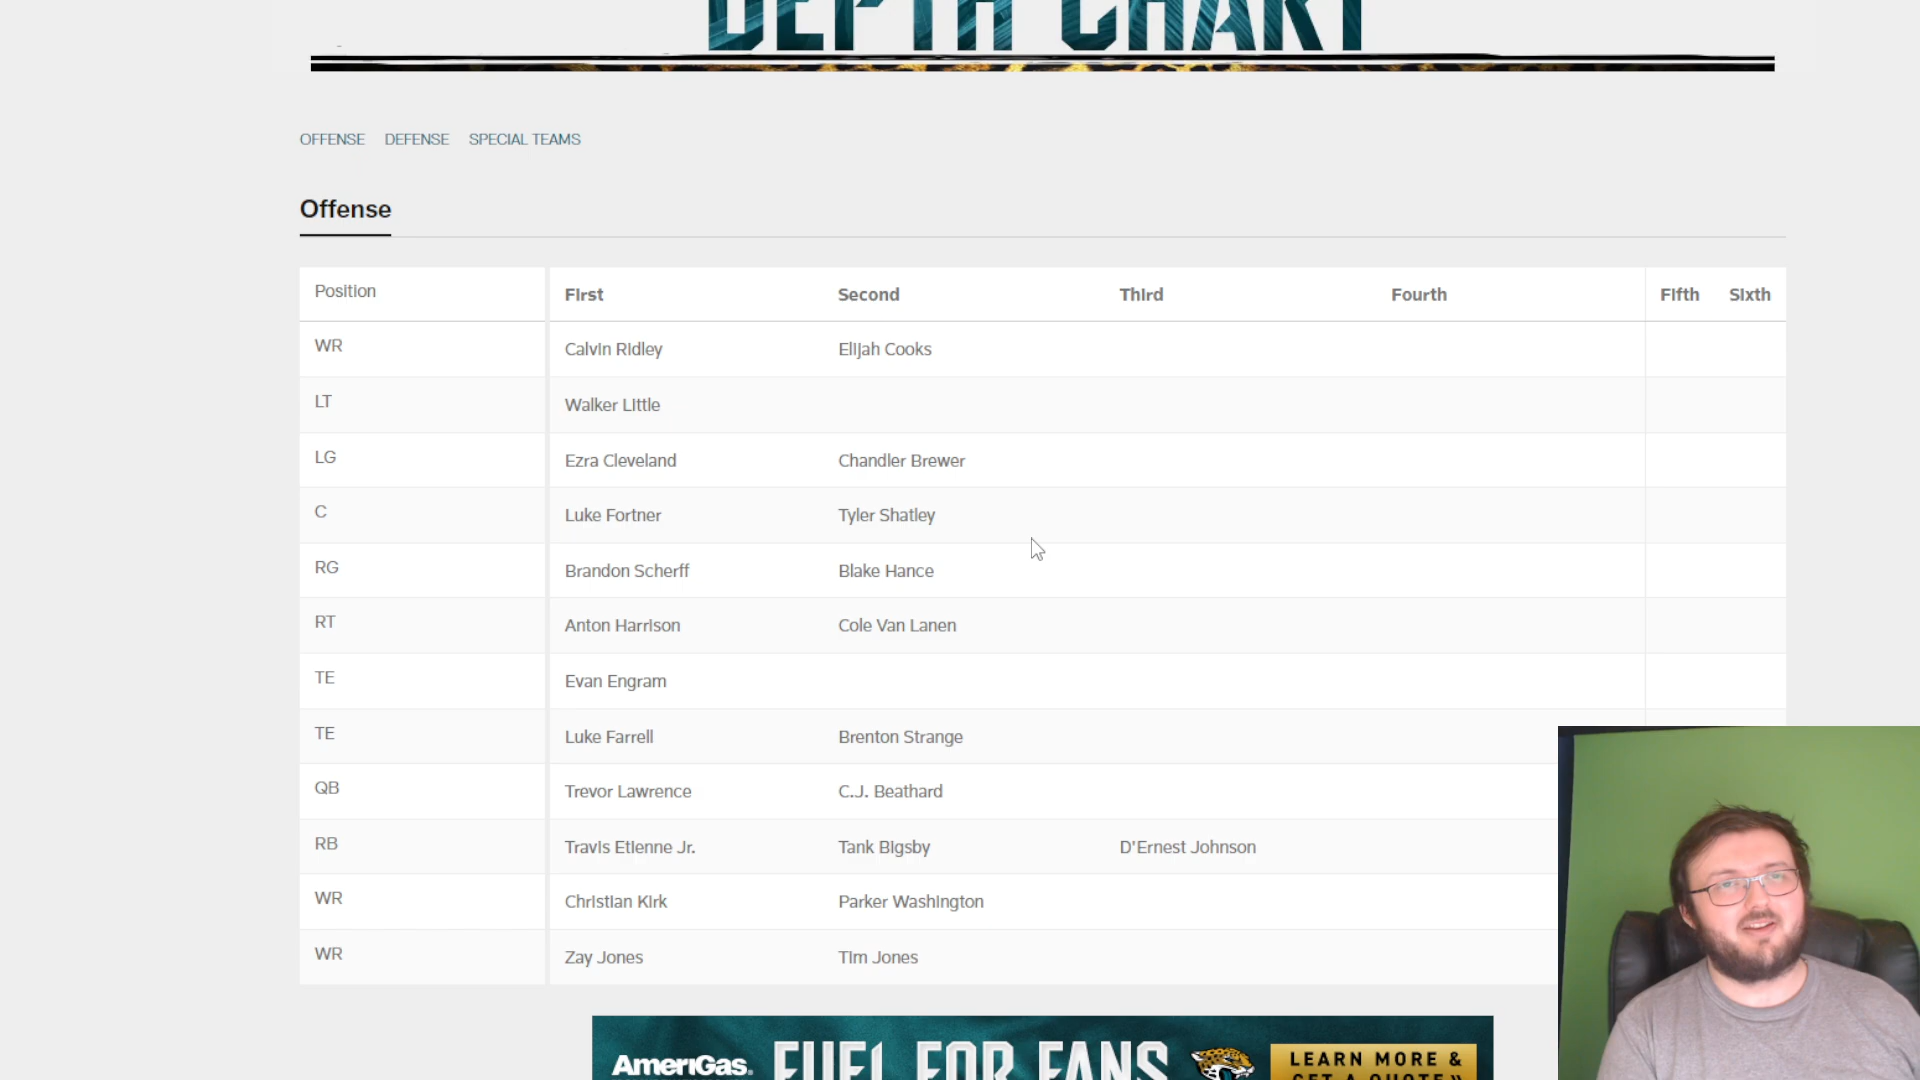 DEPTH CHART
OFFENSE DEFENSE SPECIAL TEAMS
Offense
Position First Second Third Fourth Fifth Sixth
WR Calvin Ridley Elijah Cooks
LT Walker Little
LG Ezra Cleveland Chandler Brewer
C Luke Fortner Tyler Shatley
RG Brandon Scherff Blake Hance
RT Anton Harrison Cole Van Lanen
TE Evan Engram
TE Luke Farrell Brenton Strange
QB Trevor Lawrence C.J. Beathard
RB Travis Etienne Jr. Tank Bigsby D'Ernest Johnson
WR Christian Kirk Parker Washington
WR Zay Jones Tim Jones
AmeriGas. FUEL FOR FANS LEARN MORE &
GET A QUOTE »